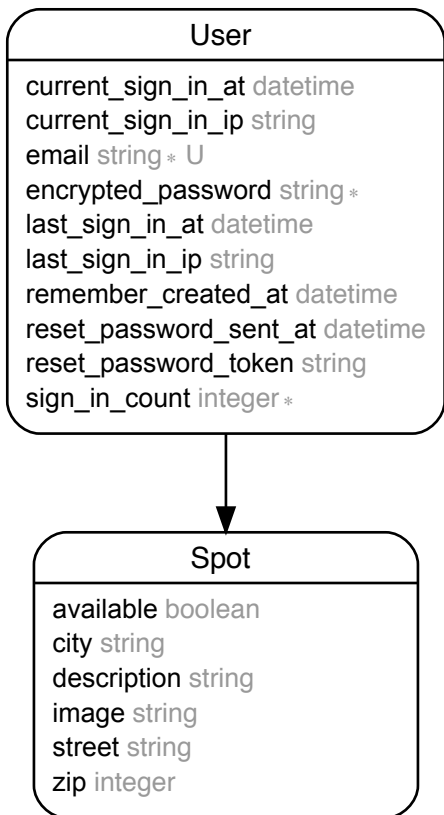 User
current_sign_in_at datetime
current_sign_in_ip string
email string * U
encrypted_password string *
last_sign_in_at datetime
last_sign_in_ip string
remember_created_at datetime
reset_password_sent_at datetime
reset_password_token string
sign_in_count integer *
Spot
available boolean
city string
description string
image string
street string
zip integer